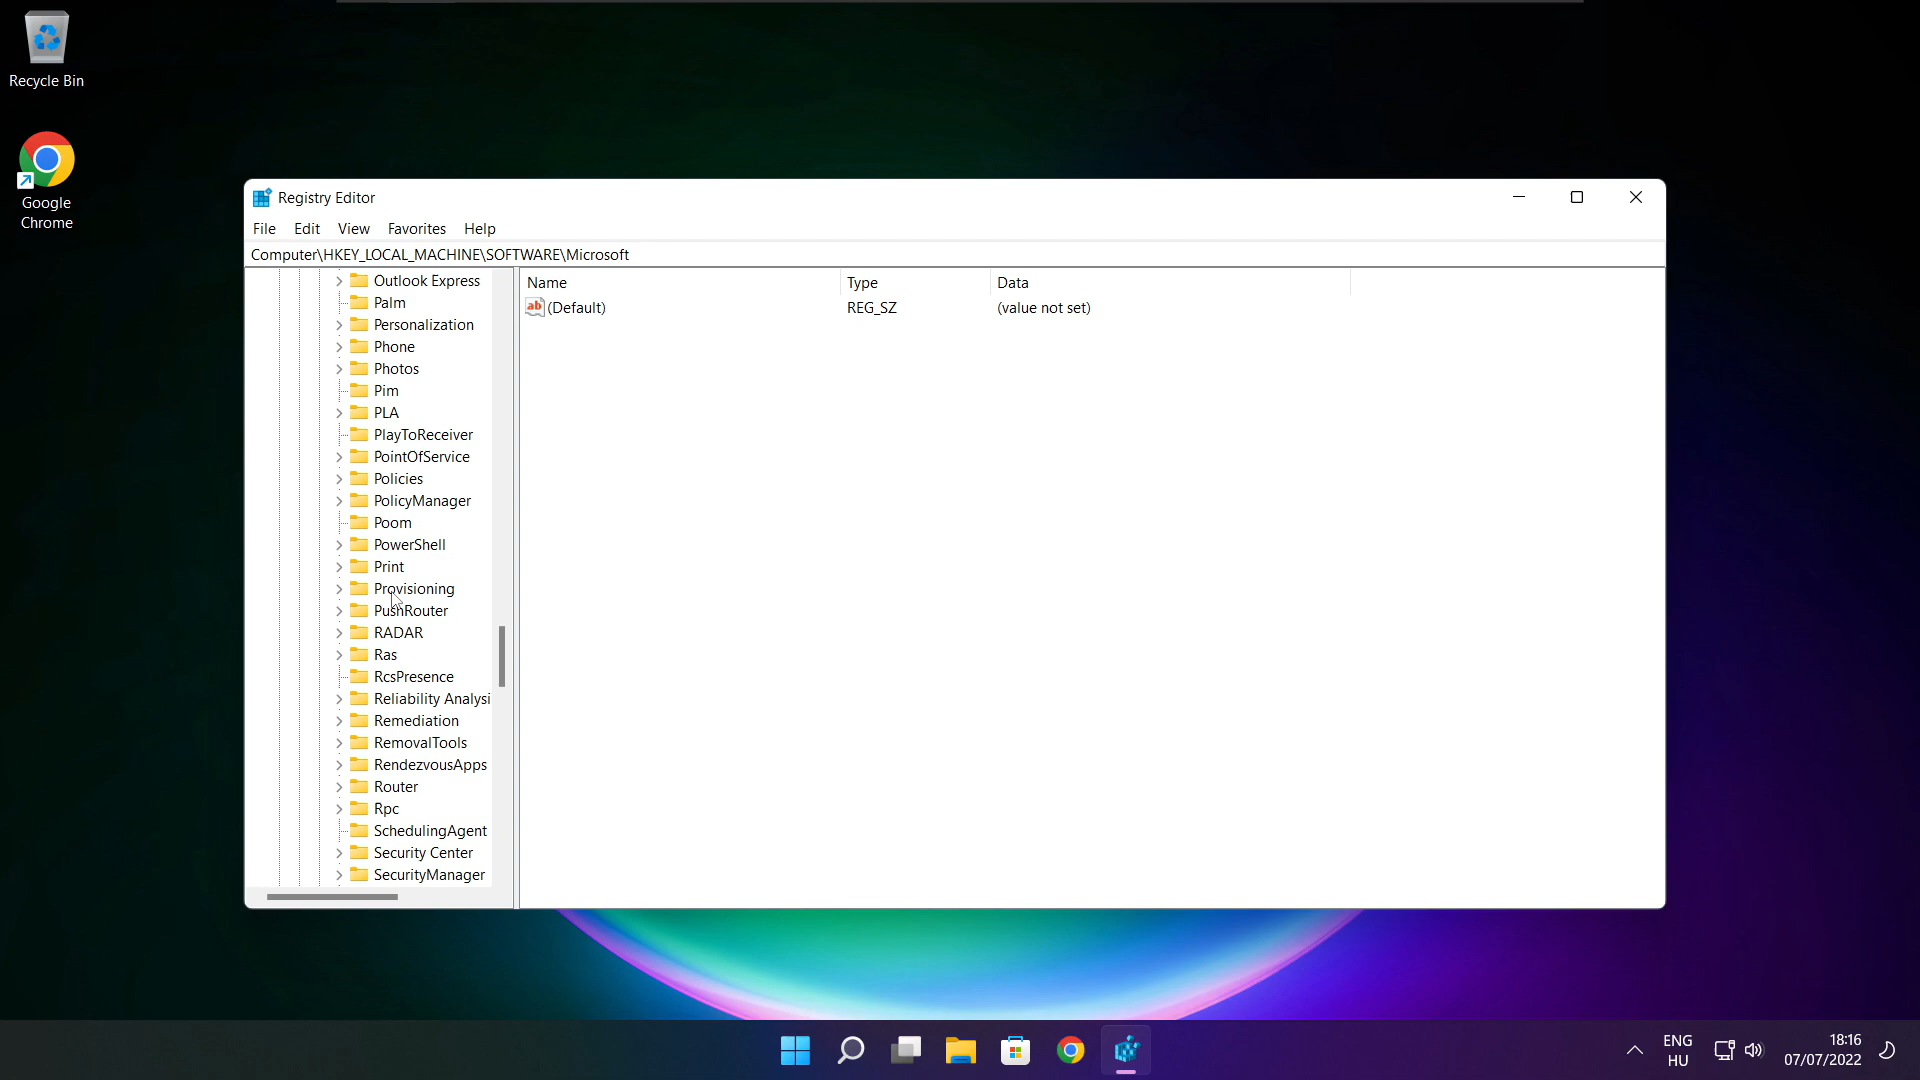 Recycle Bin
Google
Chrome
Registry Editor
File Edit View Favorites Help
Computer\HKEY_LOCAL_MACHINE\SOFTWARE\Microsoft
Name Type Data
ab (Default) REG_SZ (value not set)
Outlook Express
Palm
Personalization
Phone
Photos
Pim
PLA
PlayToReceiver
PointOfService
Policies
PolicyManager
Poom
PowerShell
Print
Provisioning
PushRouter
RADAR
Ras
RcsPresence
Reliability Analysi
Remediation
RemovalTools
RendezvousApps
Router
Rpc
SchedulingAgent
Security Center
SecurityManager
ENG
HU
18:16
07/07/2022